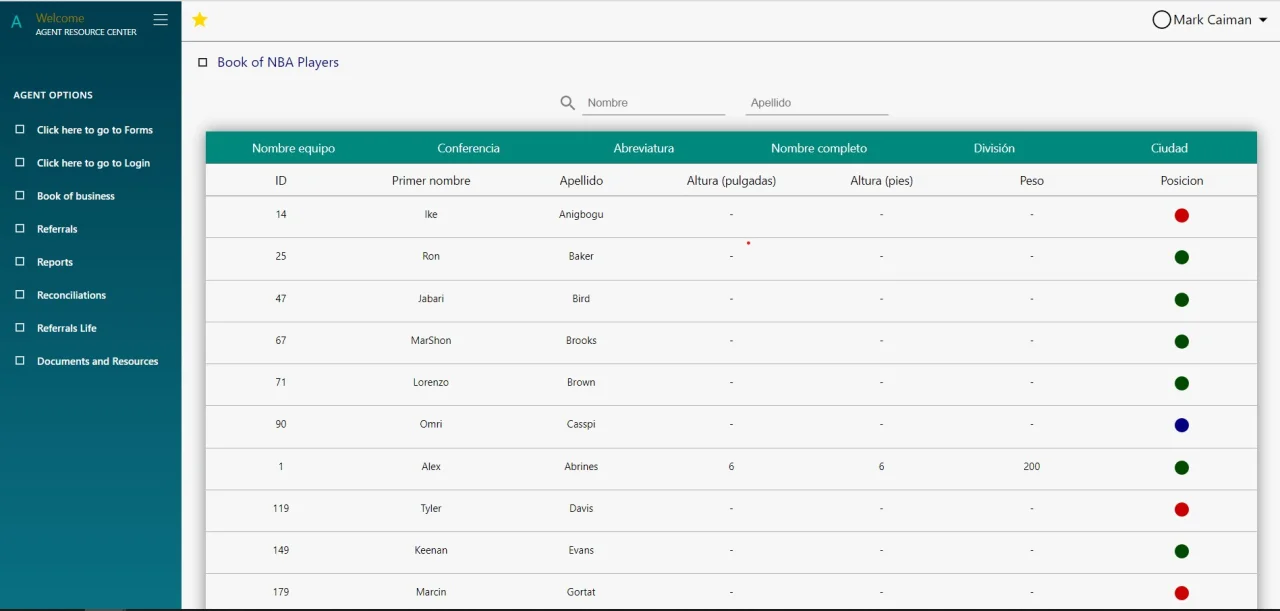 A
Welcome
AGENT RESOURCE CENTER
Mark Caiman
Book of NBA Players
AGENT OPTIONS
Click here to go to Forms
Click here to go to Login
Book of business
Referrals
Reports
Reconciliations
Referrals Life
Documents and Resources
Nombre Apellido
Nombre equipo Conferencia Abreviatura Nombre completo División Ciudad
ID Primer nombre Apellido Altura (pulgadas) Altura (pies) Peso Posicion
14 Ike Anigbogu - - -
25 Ron Baker - - -
47 Jabari Bird - - -
67 MarShon Brooks - - -
71 Lorenzo Brown - - -
90 Omri Casspi - - -
1 Alex Abrines 6 6 200
119 Tyler Davis - - -
149 Keenan Evans - - -
179 Marcin Gortat - - -